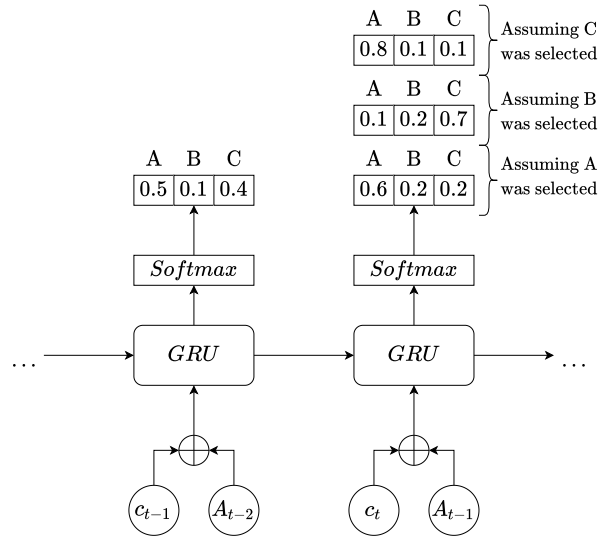 A B C
0.8 0.1 0.1
Assuming C
was selected
A B C
0.1 0.2 0.7
Assuming B
was selected
A B C
0.5 0.1 0.4
A B C
0.6 0.2 0.2
Assuming A
was selected
Softmax
Softmax
... GRU
GRU ...
c_{t-1}
A_{t-2}
c_t
A_{t-1}